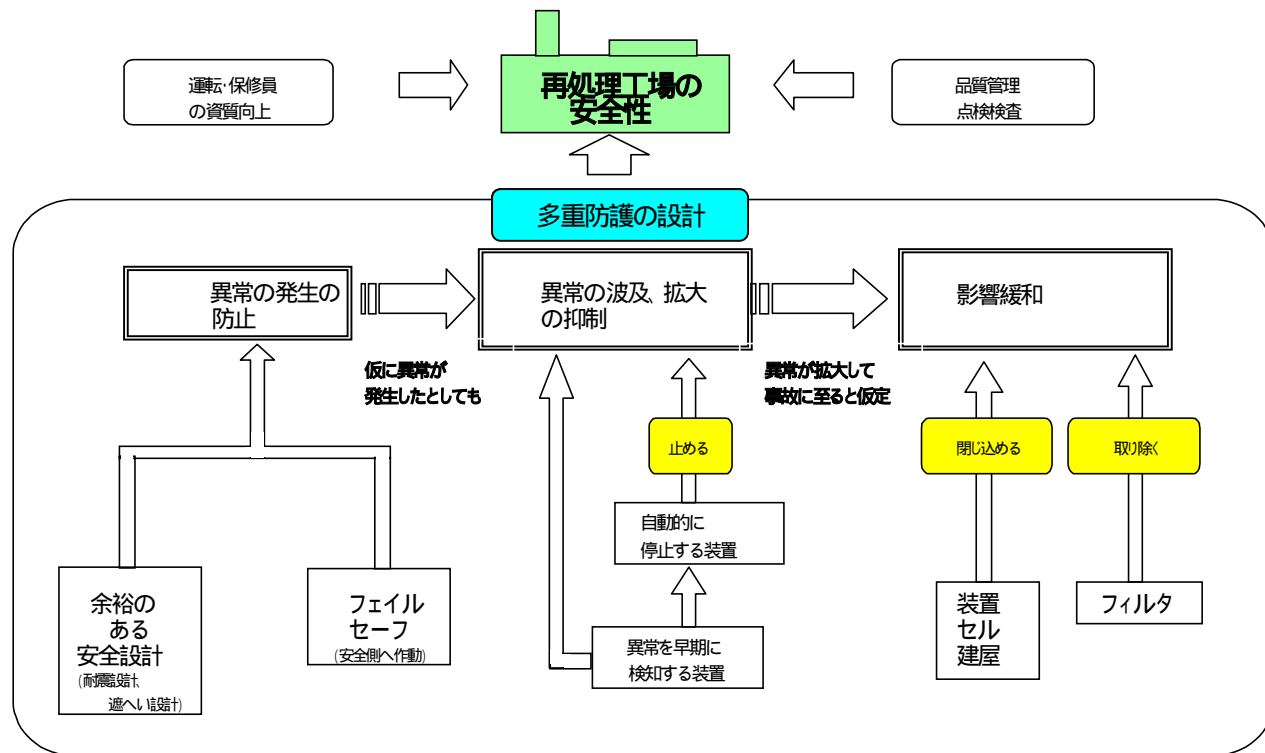 再処理工場の
安全性
運転・保修員
の資質向上
品質管理
点検検査
多重防護の設計
異常の発生の
防止
異常の波及、拡大
の抑制
影響緩和
仮に異常が
発生したとしても
異常が拡大して
事故に至ると仮定
止める
閉じ込める
取り除く
自動的に
停止する装置
余裕の
ある
安全設計
(耐震設計、
遮へい設計)
フェイル
セーフ
(安全側へ作動)
異常を早期に
検知する装置
装置
セル
建屋
フィルタ